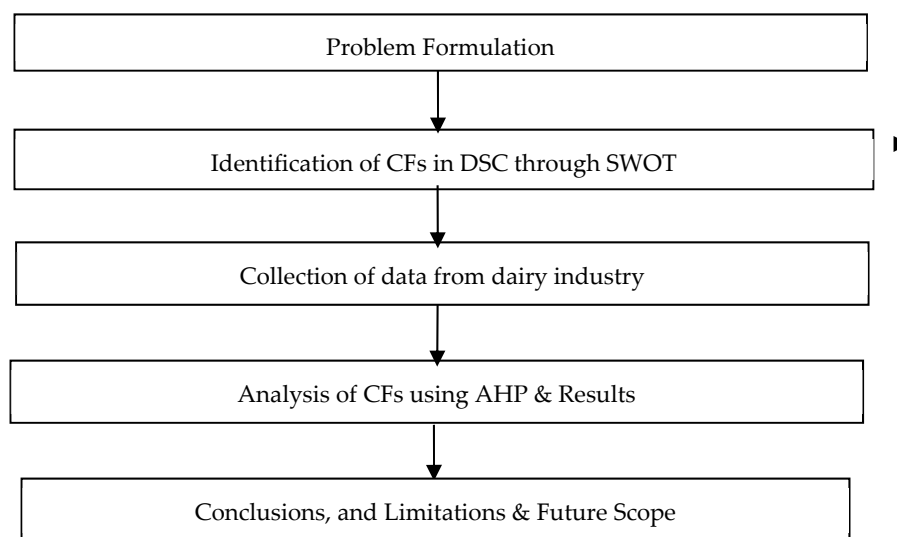 Problem Formulation
Identification of CFs in DSC through SWOT
Collection of data from dairy industry
Analysis of CFs using AHP & Results
Conclusions, and Limitations & Future Scope